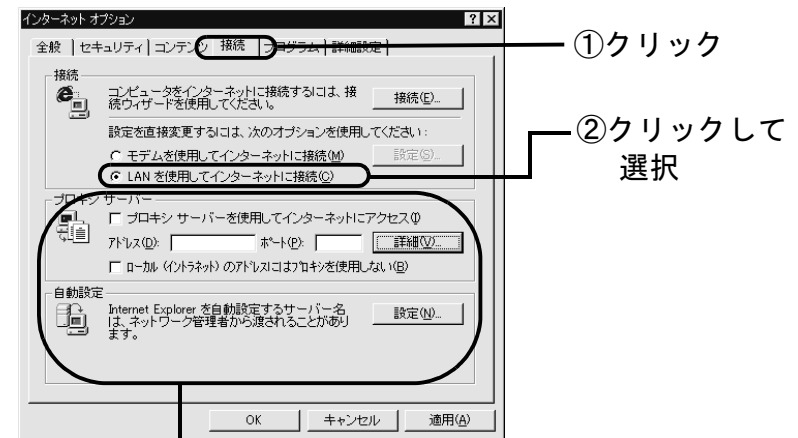 インターネット オプション
全般 セキュリティ コンテンツ 接続 プログラム 詳細設定
①クリック
接続
コンピュータをインターネットに接続するには、接
続ウィザードを使用してください。
接続(E)...
設定を直接変更するには、次のオプションを使用してください:
モデムを使用してインターネットに接続(M)
設定(S)...
LAN を使用してインターネットに接続(C)
②クリックして
選択
プロキシ サーバー
プロキシ サーバーを使用してインターネットにアクセス(I)
アドレス(D):
ポート(P):
詳細(V)...
ローカル (イントラネット) のアドレスにはプロキシを使用しない(B)
自動設定
Internet Explorer を自動設定するサーバー名
は、ネットワーク管理者から渡されることがあり
ます。
設定(N)...
OK
キャンセル
適用(A)